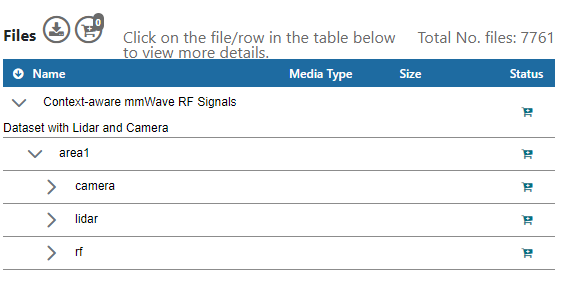 Files 0 Click on the file/row in the table below Total No. files: 7761
to view more details.
Name Media Type Size Status
Context-aware mmWave RF Signals
Dataset with Lidar and Camera
area1
camera
lidar
rf